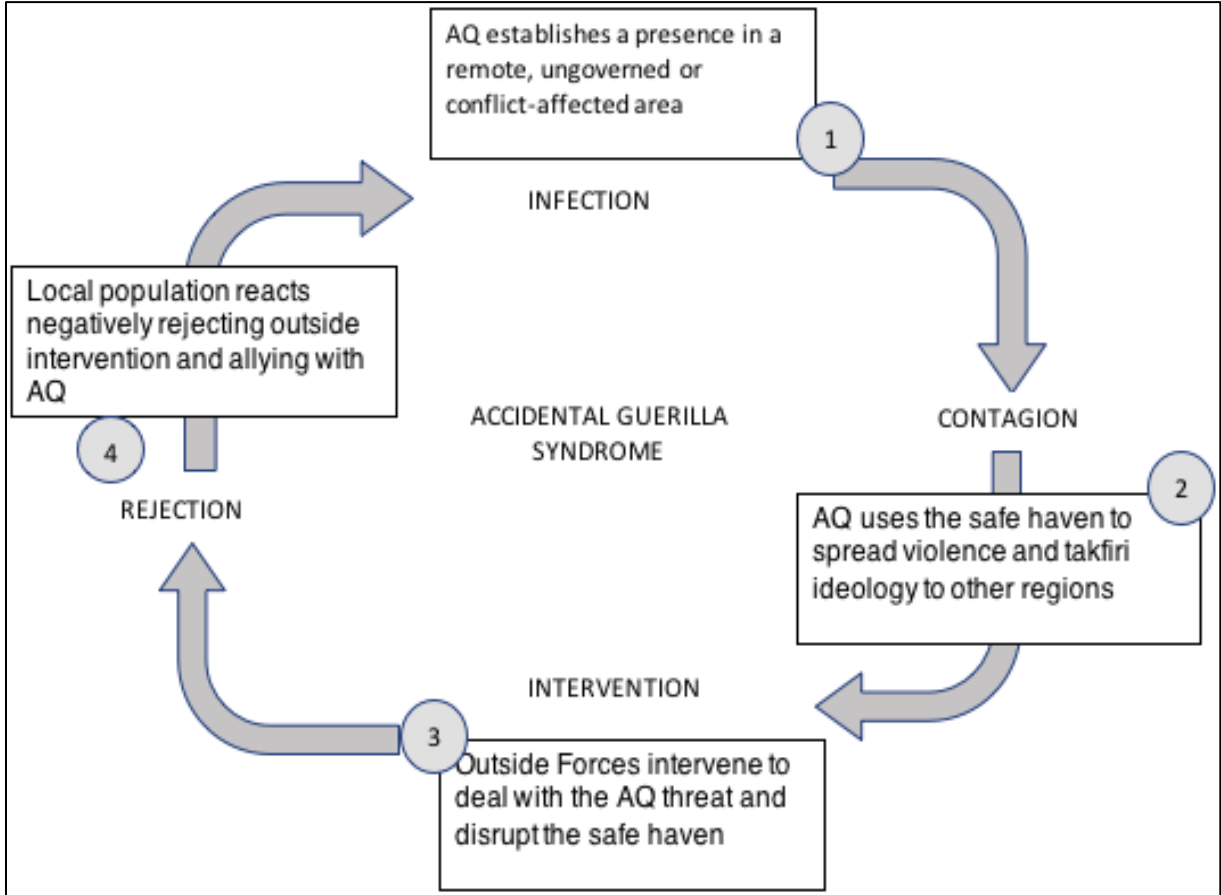 AQ establishes a presence in a
remote, ungoverned or
conflict-affected area
1
INFECTION
Local population reacts
negatively rejecting outside
intervention and allying with
AQ
4
REJECTION
ACCIDENTAL GUERILLA
SYNDROME
CONTAGION
2
AQ uses the safe haven to
spread violence and takfiri
ideology to other regions
INTERVENTION
3
Outside Forces intervene to
deal with the AQ threat and
disrupt the safe haven